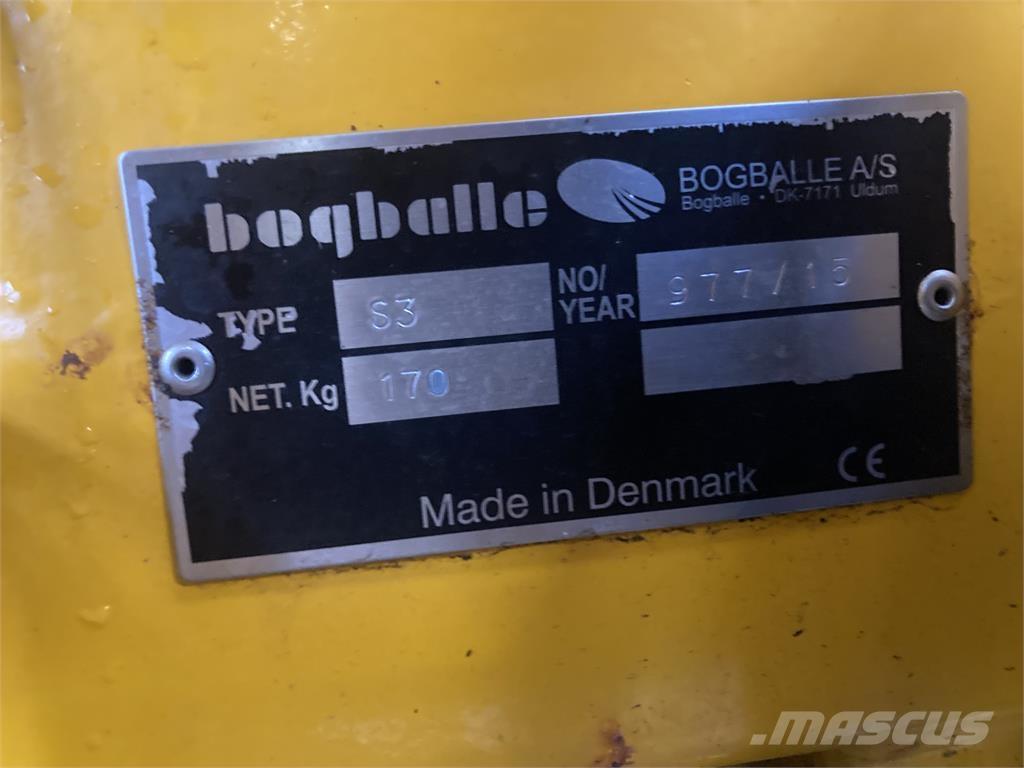 bogballe
BOGBALLE A/S
Bogballe • DK-7171 Uldum
TYPE S3
NO/
YEAR 977/15
NET. Kg 170
Made in Denmark CE
MASCUS